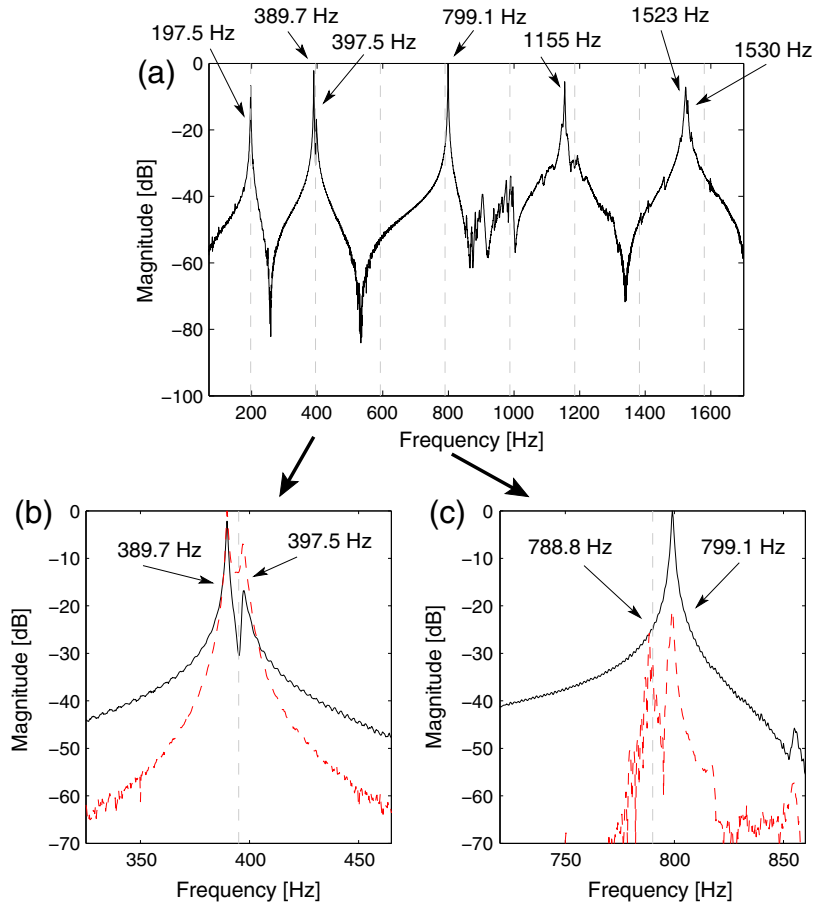 197.5 Hz
389.7 Hz
397.5 Hz
799.1 Hz
1155 Hz
1523 Hz
1530 Hz
(a)
0
−20
−40
−60
−80
−100
Magnitude [dB]
200 400 600 800 1000 1200 1400 1600
Frequency [Hz]
(b)
389.7 Hz
397.5 Hz
0
−10
−20
−30
−40
−50
−60
−70
Magnitude [dB]
350 400 450
Frequency [Hz]
(c)
788.8 Hz
799.1 Hz
0
−10
−20
−30
−40
−50
−60
−70
Magnitude [dB]
750 800 850
Frequency [Hz]